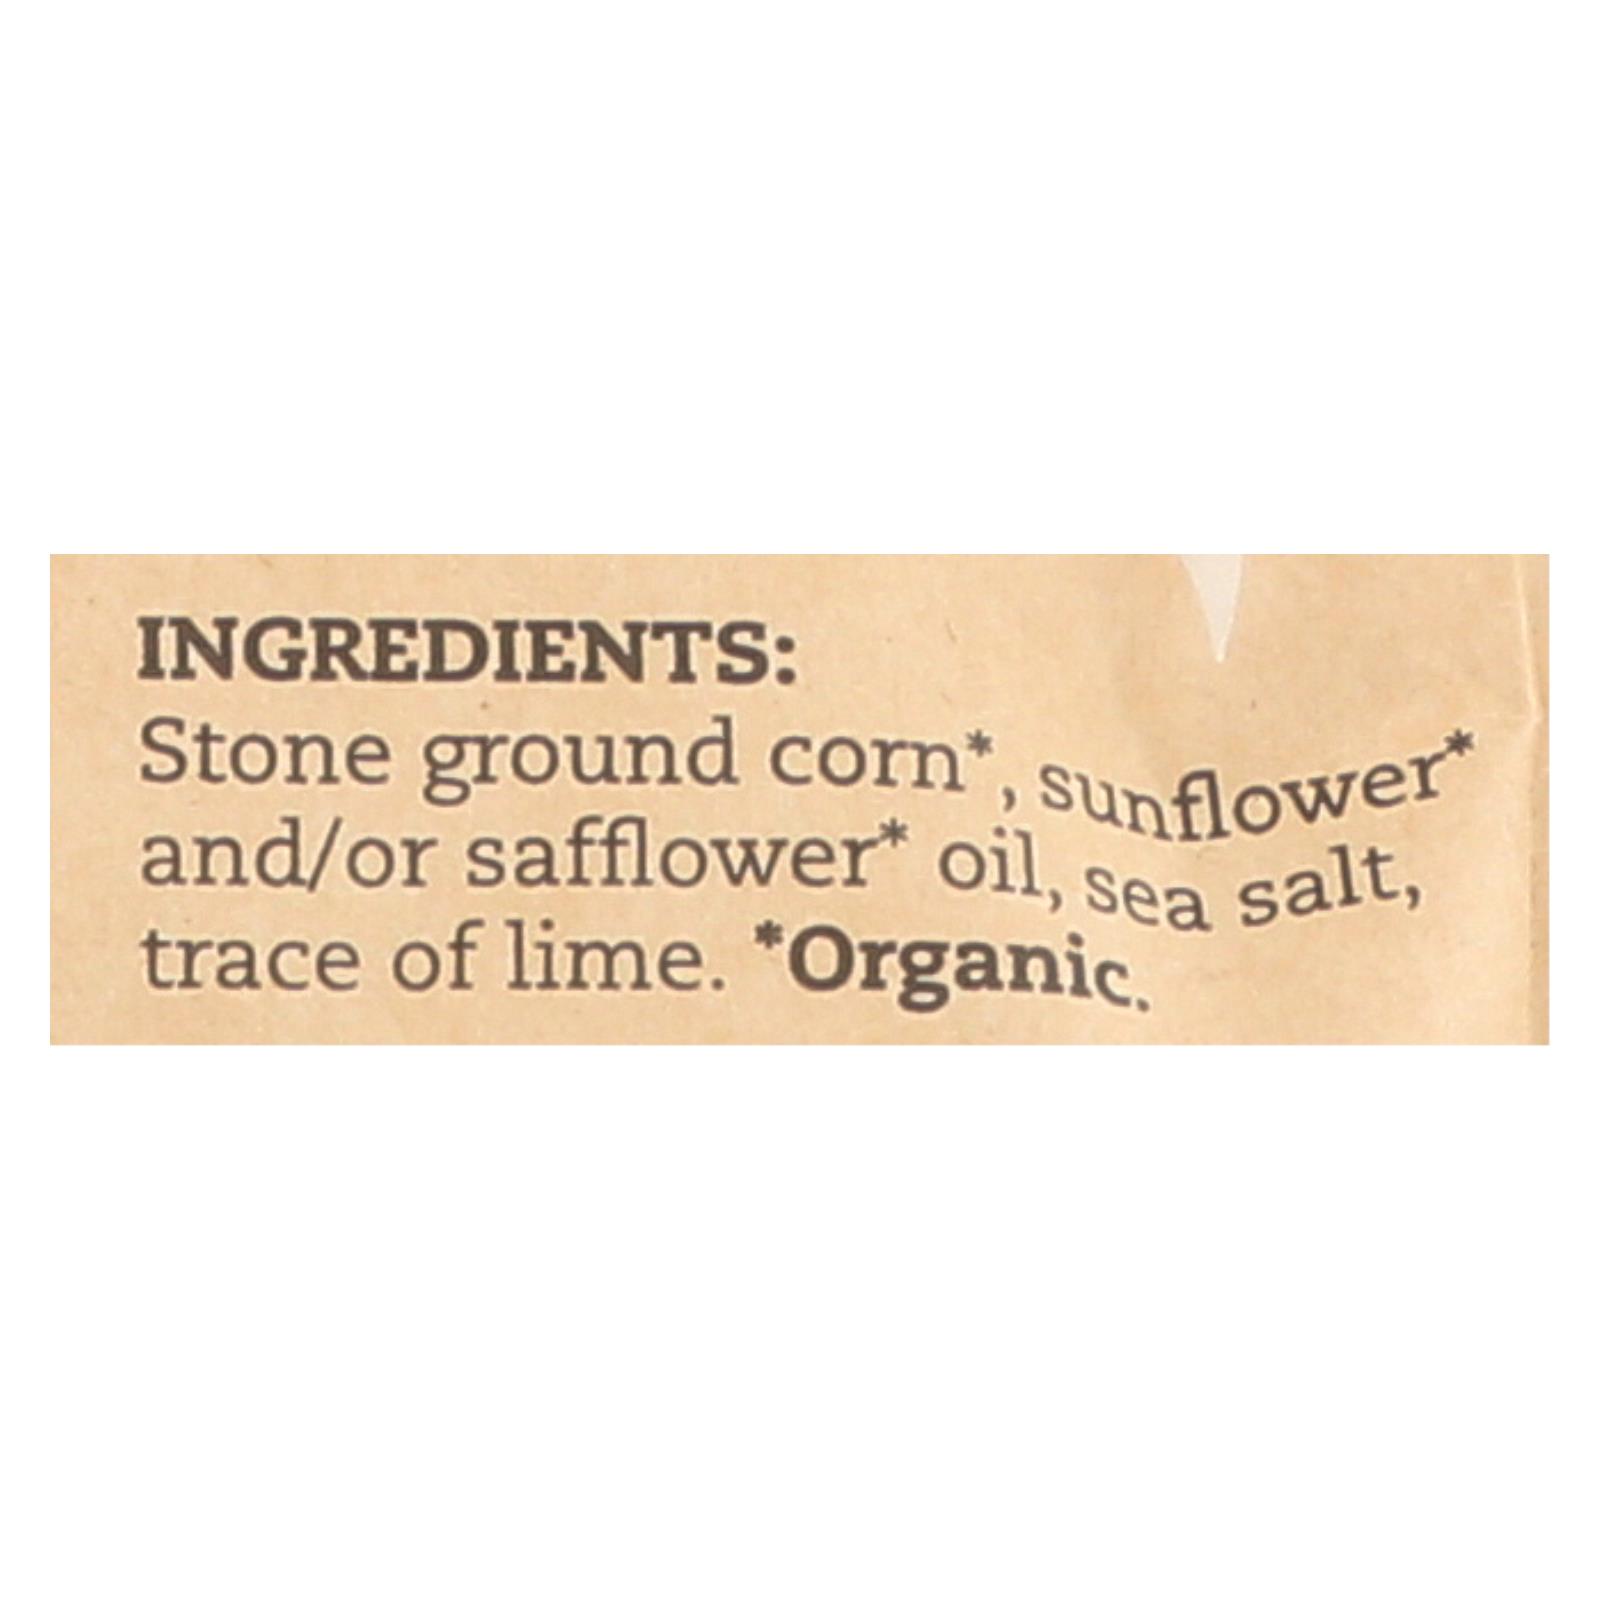 INGREDIENTS:
Stone ground corn*, sunflower*
and/or safflower* oil, sea salt,
trace of lime. *Organic.